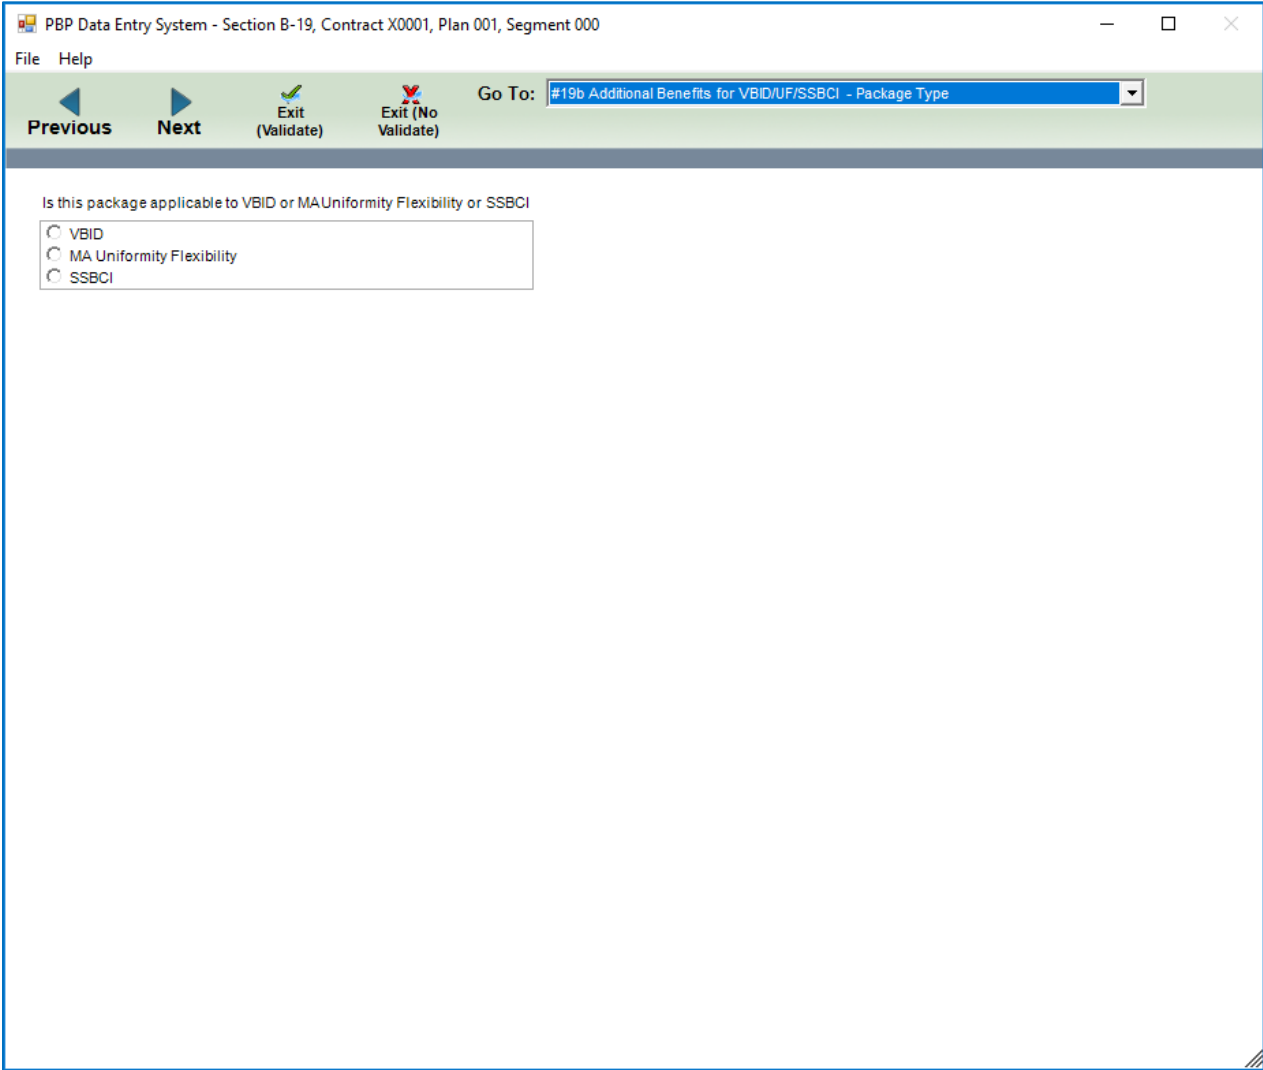 PBP Data Entry System - Section B-19, Contract X0001, Plan 001, Segment 000
File Help
Previous
Next
Exit
(Validate)
Exit (No
Validate)
Go To:
#19b Additional Benefits for VBID/UF/SSBCI - Package Type
Is this package applicable to VBID or MA Uniformity Flexibility or SSBCI
VBID
MA Uniformity Flexibility
SSBCI